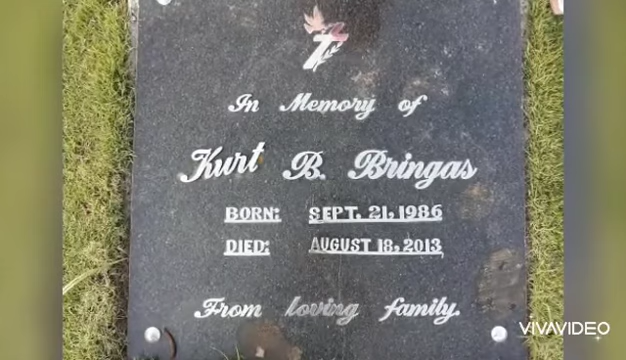 In Memory of
Kurt B. Bringas
BORN: SEPT. 21, 1986
DIED: AUGUST 18, 2013
From loving family.
VIVAVIDEO